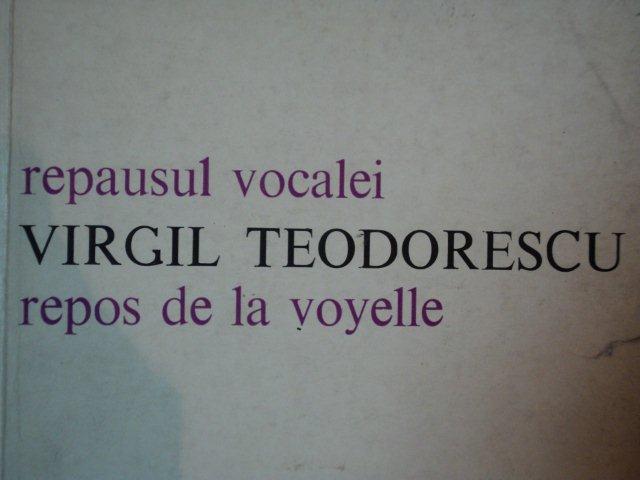 repausul vocalei
VIRGIL TEODORESCU
repos de la voyelle